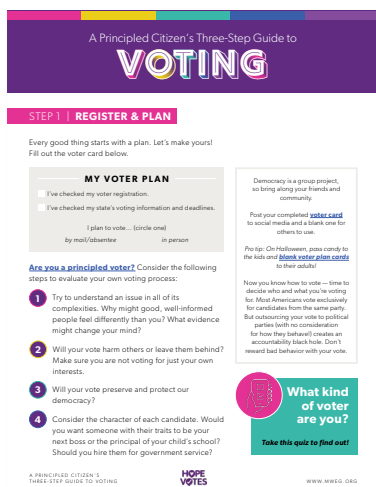 A Principled Citizen's Three-Step Guide to
VOTING
STEP 1 | REGISTER & PLAN
Every good thing starts with a plan. Let's make yours!
Fill out the voter card below.
MY VOTER PLAN
I've checked my voter registration.
I've checked my state's voting information and deadlines.
I plan to vote... (circle one)
by mail/absentee in person
Are you a principled voter? Consider the following
steps to evaluate your own voting process:
1 Try to understand an issue in all of its
complexities. Why might good, well-informed
people feel differently than you? What evidence
might change your mind?
2 Will your vote harm others or leave them behind?
Make sure you are not voting for just your own
interests.
3 Will your vote preserve and protect our
democracy?
4 Consider the character of each candidate. Would
you want someone with their traits to be your
next boss or the principal of your child's school?
Should you hire them for government service?
Democracy is a group project,
so bring along your friends and
community.
Post your completed voter card
to social media and a blank one for
others to use.
Pro tip: On Halloween, pass candy to
the kids and blank voter plan cards
to their adults!
Now you know how to vote — time to
decide who and what you're voting
for. Most Americans vote exclusively
for candidates from the same party.
But outsourcing your vote to political
parties (with no consideration
for how they behave!) creates an
accountability black hole. Don't
reward bad behavior with your vote.
What kind
of voter
are you?
Take this quiz to find out!
A PRINCIPLED CITIZEN'S
THREE-STEP GUIDE TO VOTING
HOPE
VOTES
WWW.MWEG.ORG